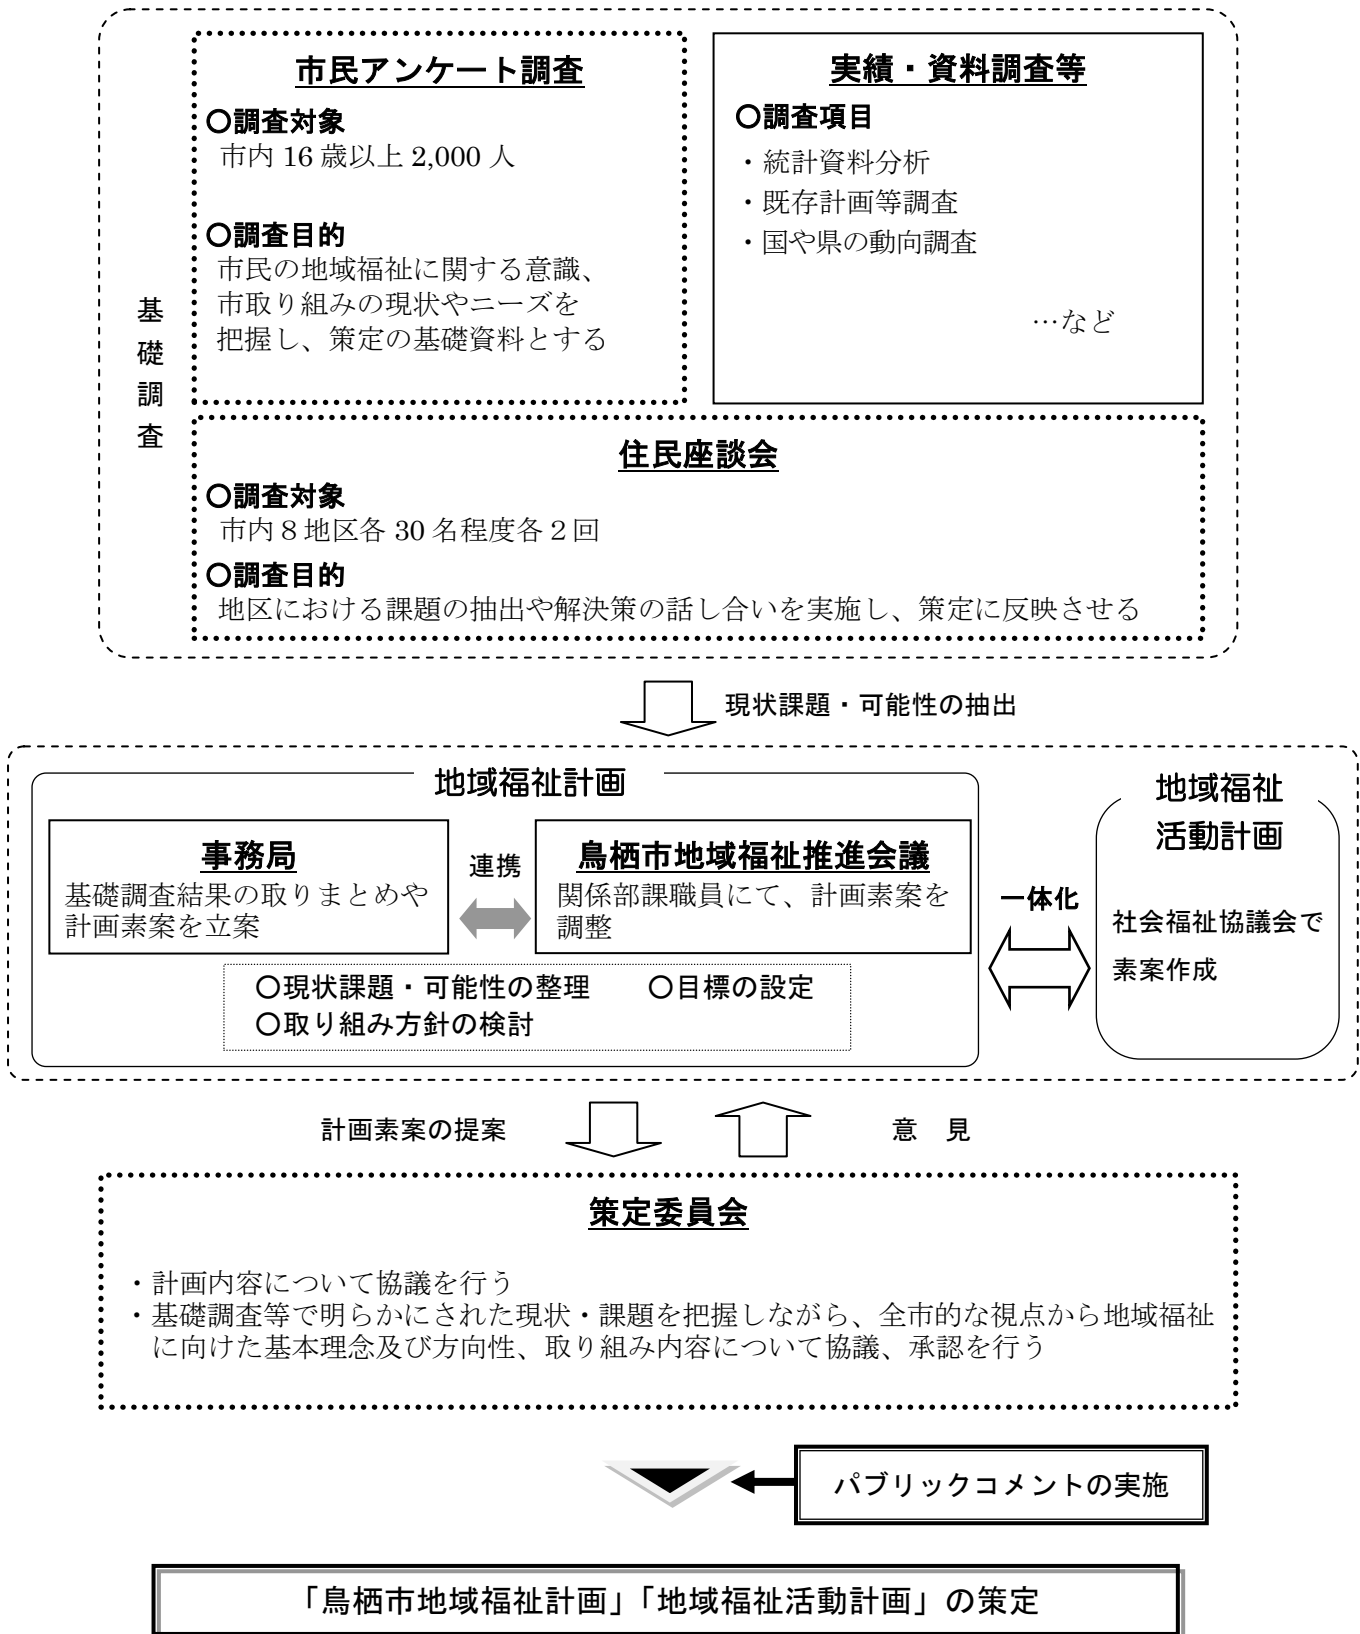 市民アンケート調査
〇調査対象
市内 16 歳以上 2,000 人
〇調査目的
市民の地域福祉に関する意識、
市取り組みの現状やニーズを
把握し、策定の基礎資料とする
実績・資料調査等
〇調査項目
・統計資料分析
・既存計画等調査
・国や県の動向調査
…など
基礎調査
住民座談会
〇調査対象
市内８地区各 30 名程度各２回
〇調査目的
地区における課題の抽出や解決策の話し合いを実施し、策定に反映させる
現状課題・可能性の抽出
地域福祉計画
事務局
基礎調査結果の取りまとめや
計画素案を立案
連携
鳥栖市地域福祉推進会議
関係部課職員にて、計画素案を
調整
〇現状課題・可能性の整理　〇目標の設定
〇取り組み方針の検討
一体化
地域福祉
活動計画
社会福祉協議会で
素案作成
計画素案の提案
意　見
策定委員会
・計画内容について協議を行う
・基礎調査等で明らかにされた現状・課題を把握しながら、全市的な視点から地域福祉
に向けた基本理念及び方向性、取り組み内容について協議、承認を行う
パブリックコメントの実施
「鳥栖市地域福祉計画」「地域福祉活動計画」の策定